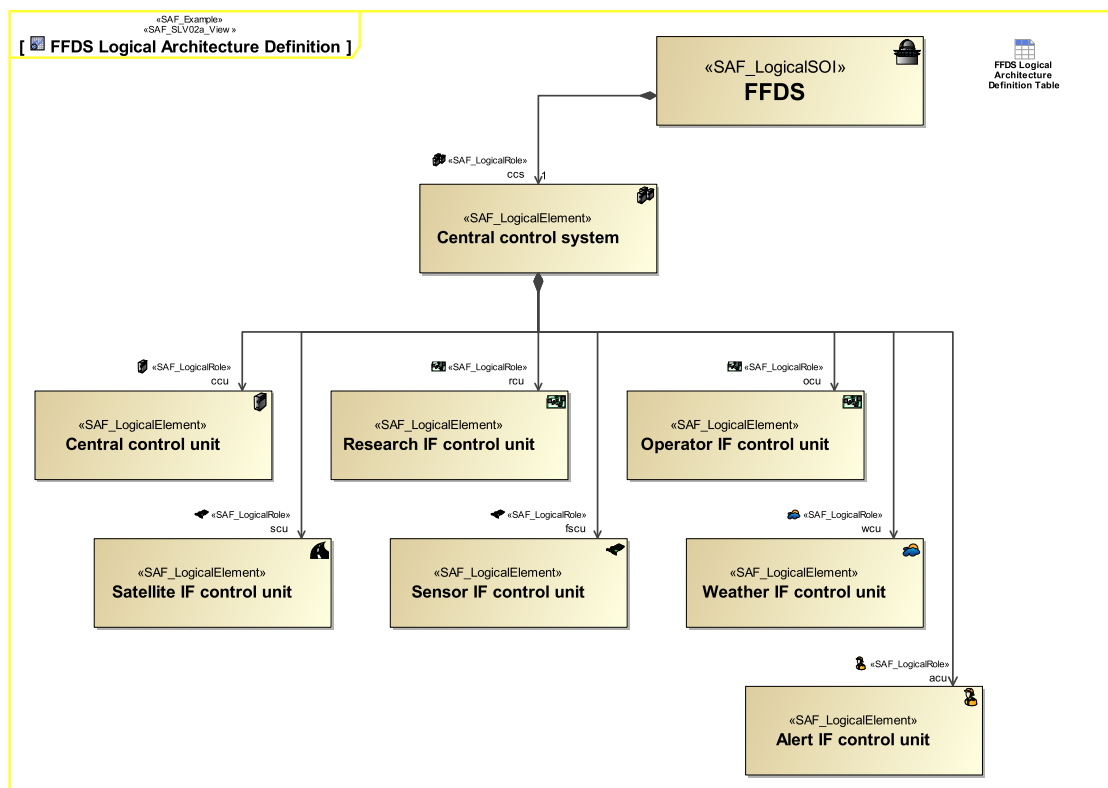 «SAF_Example»
«SAF_SLV02a_View »
[ FFDS Logical Architecture Definition ]
«SAF_LogicalSOI»
FFDS
FFDS Logical
Architecture
Definition Table
«SAF_LogicalRole»
ccs
1
«SAF_LogicalElement»
Central control system
«SAF_LogicalRole»
ccu
«SAF_LogicalRole»
rcu
«SAF_LogicalRole»
ocu
«SAF_LogicalElement»
Central control unit
«SAF_LogicalElement»
Research IF control unit
«SAF_LogicalElement»
Operator IF control unit
«SAF_LogicalRole»
scu
«SAF_LogicalRole»
fscu
«SAF_LogicalRole»
wcu
«SAF_LogicalElement»
Satellite IF control unit
«SAF_LogicalElement»
Sensor IF control unit
«SAF_LogicalElement»
Weather IF control unit
«SAF_LogicalRole»
acu
«SAF_LogicalElement»
Alert IF control unit